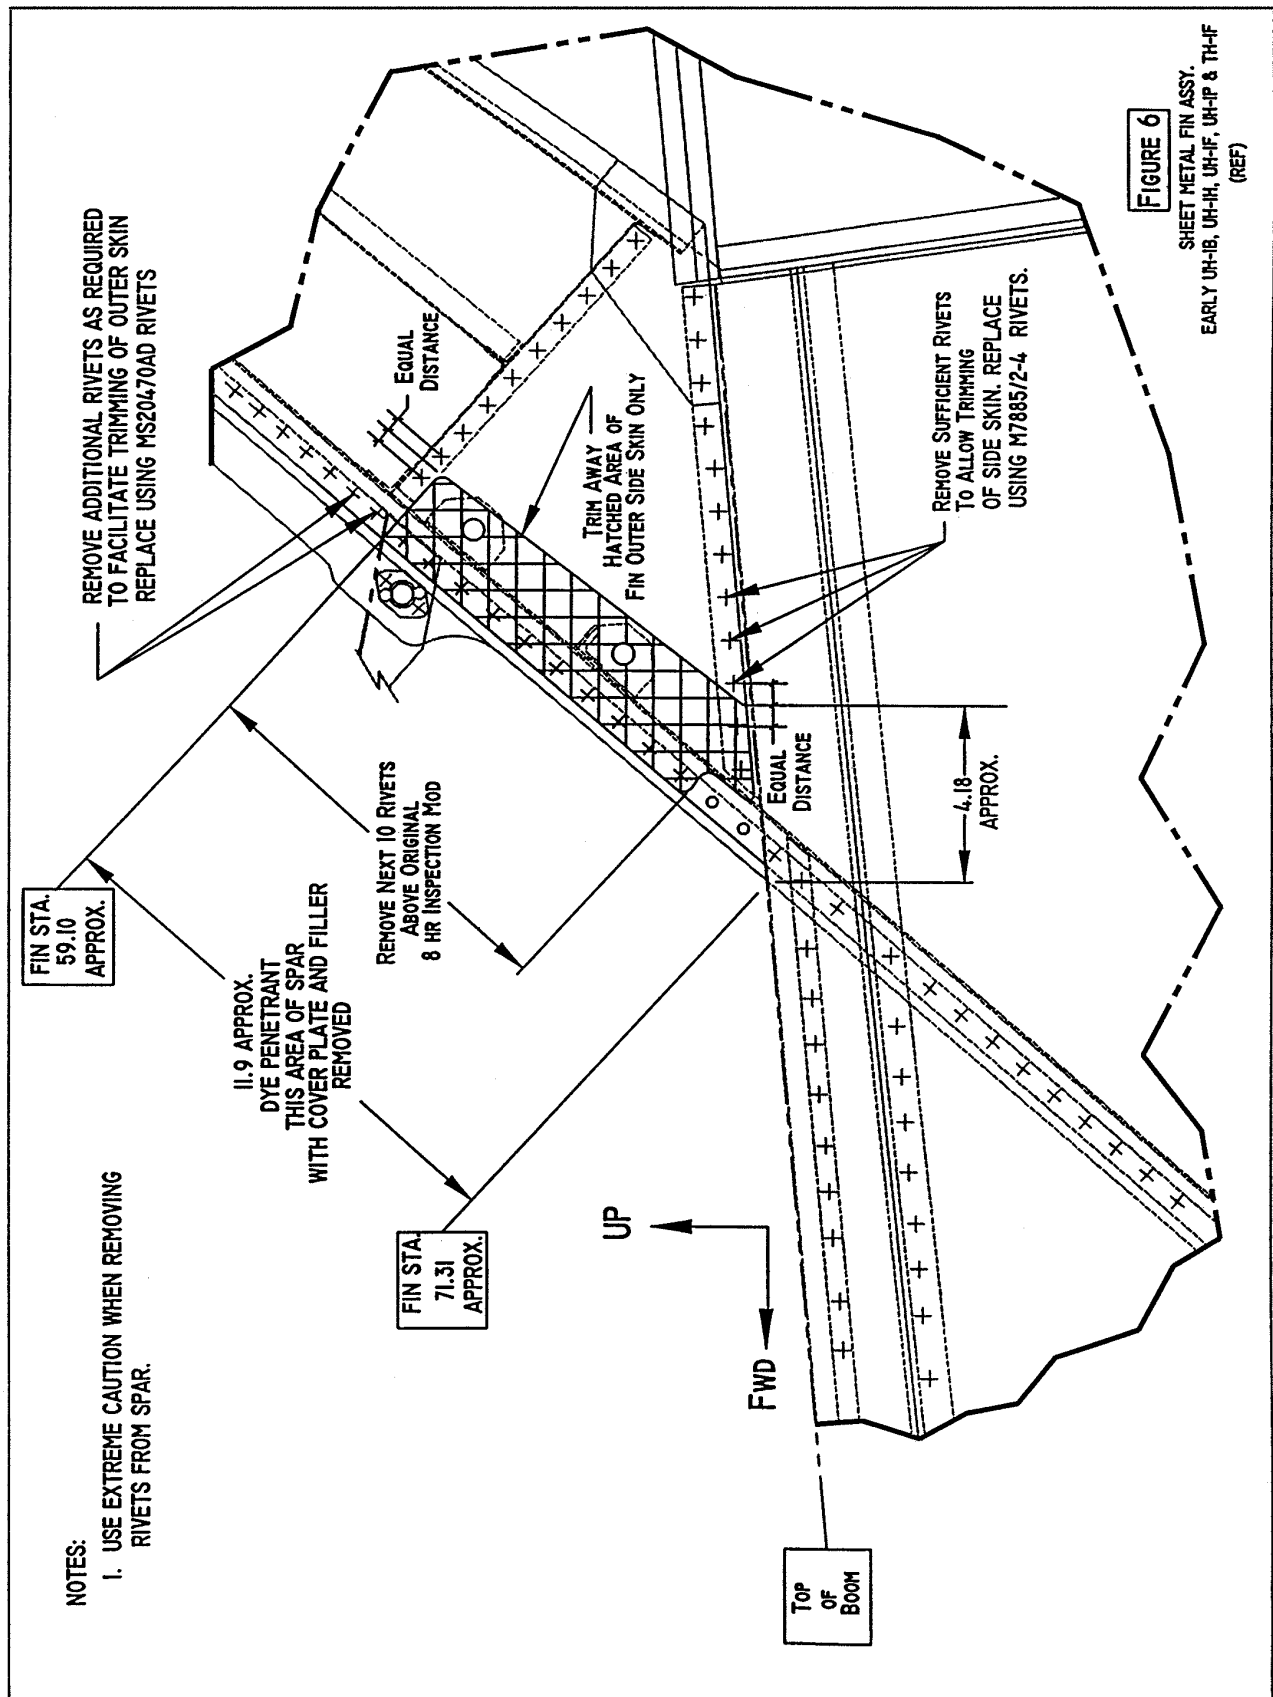 NOTES:
1. USE EXTREME CAUTION WHEN REMOVING
RIVETS FROM SPAR.
FIN STA.
59.10
APPROX.
REMOVE ADDITIONAL RIVETS AS REQUIRED
TO FACILITATE TRIMMING OF OUTER SKIN
REPLACE USING MS20470AD RIVETS
11.9 APPROX.
DYE PENETRANT
THIS AREA OF SPAR
WITH COVER PLATE AND FILLER
REMOVED
REMOVE NEXT 10 RIVETS
ABOVE ORIGINAL
8 HR INSPECTION MOD
EQUAL
DISTANCE
FIN STA.
71.31
APPROX.
TRIM AWAY
HATCHED AREA OF
FIN OUTER SIDE SKIN ONLY
UP
FWD
EQUAL
DISTANCE
TOP
OF
BOOM
4.18
APPROX.
REMOVE SUFFICIENT RIVETS
TO ALLOW TRIMMING
OF SIDE SKIN. REPLACE
USING M7885/2-4 RIVETS.
FIGURE 6
SHEET METAL FIN ASSY.
EARLY UH-1B, UH-1H, UH-1F, UH-1P & TH-1F
(REF)